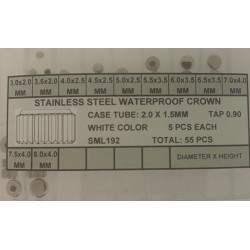 3.0x2.0 3.5x2.0 4.0x2.5 4.5x2.5 5.0x2.5 5.5x3.5 6.0x3.5 6.5x3.5 7.0x4.0
MM MM MM MM MM MM MM MM MM
STAINLESS STEEL WATERPROOF CROWN
CASE TUBE: 2.0 X 1.5MM TAP 0.90
WHITE COLOR 5 PCS EACH
SML192 TOTAL: 55 PCS
7.5x4.0 8.0x4.0
MM MM
DIAMETER X HEIGHT